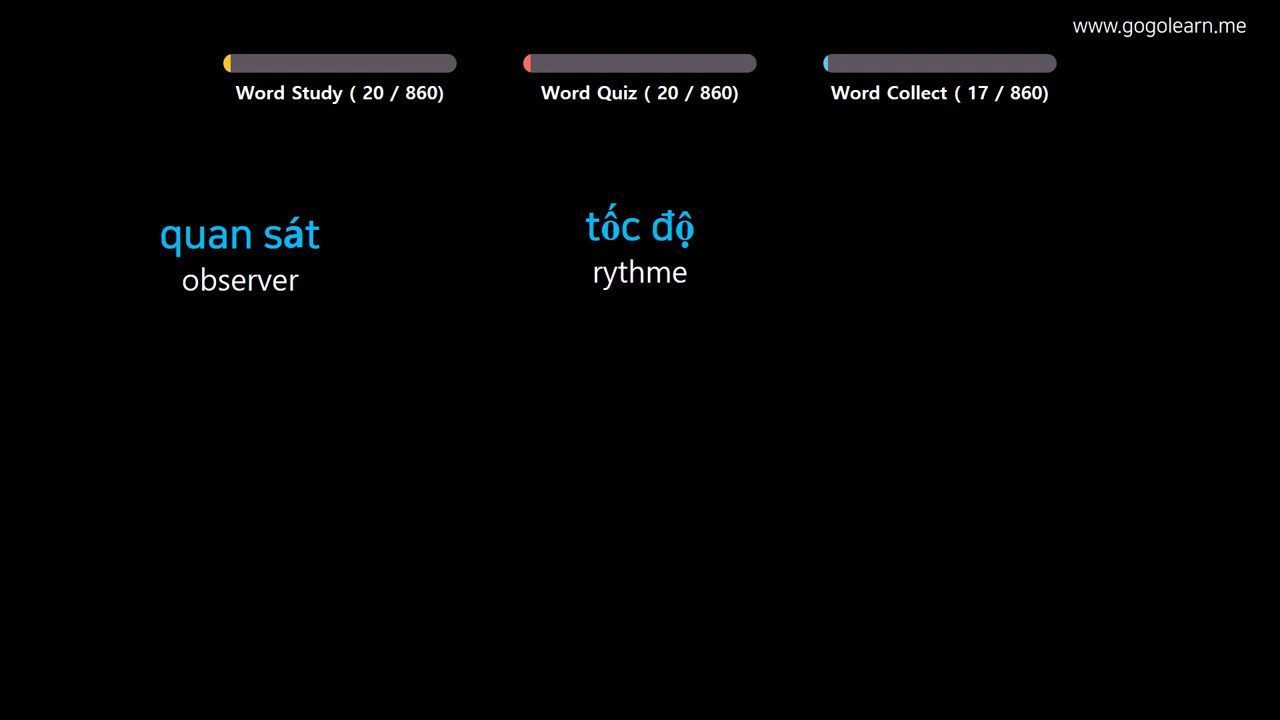 www.gogolearn.me
Word Study ( 20 / 860)
Word Quiz ( 20 / 860)
Word Collect ( 17 / 860)
quan sát
observer
tốc độ
rythme